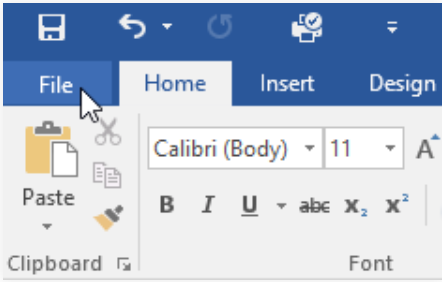 File Home Insert Design
Calibri (Body) 11 A
Paste B I U abc X₂ X²
Clipboard Font